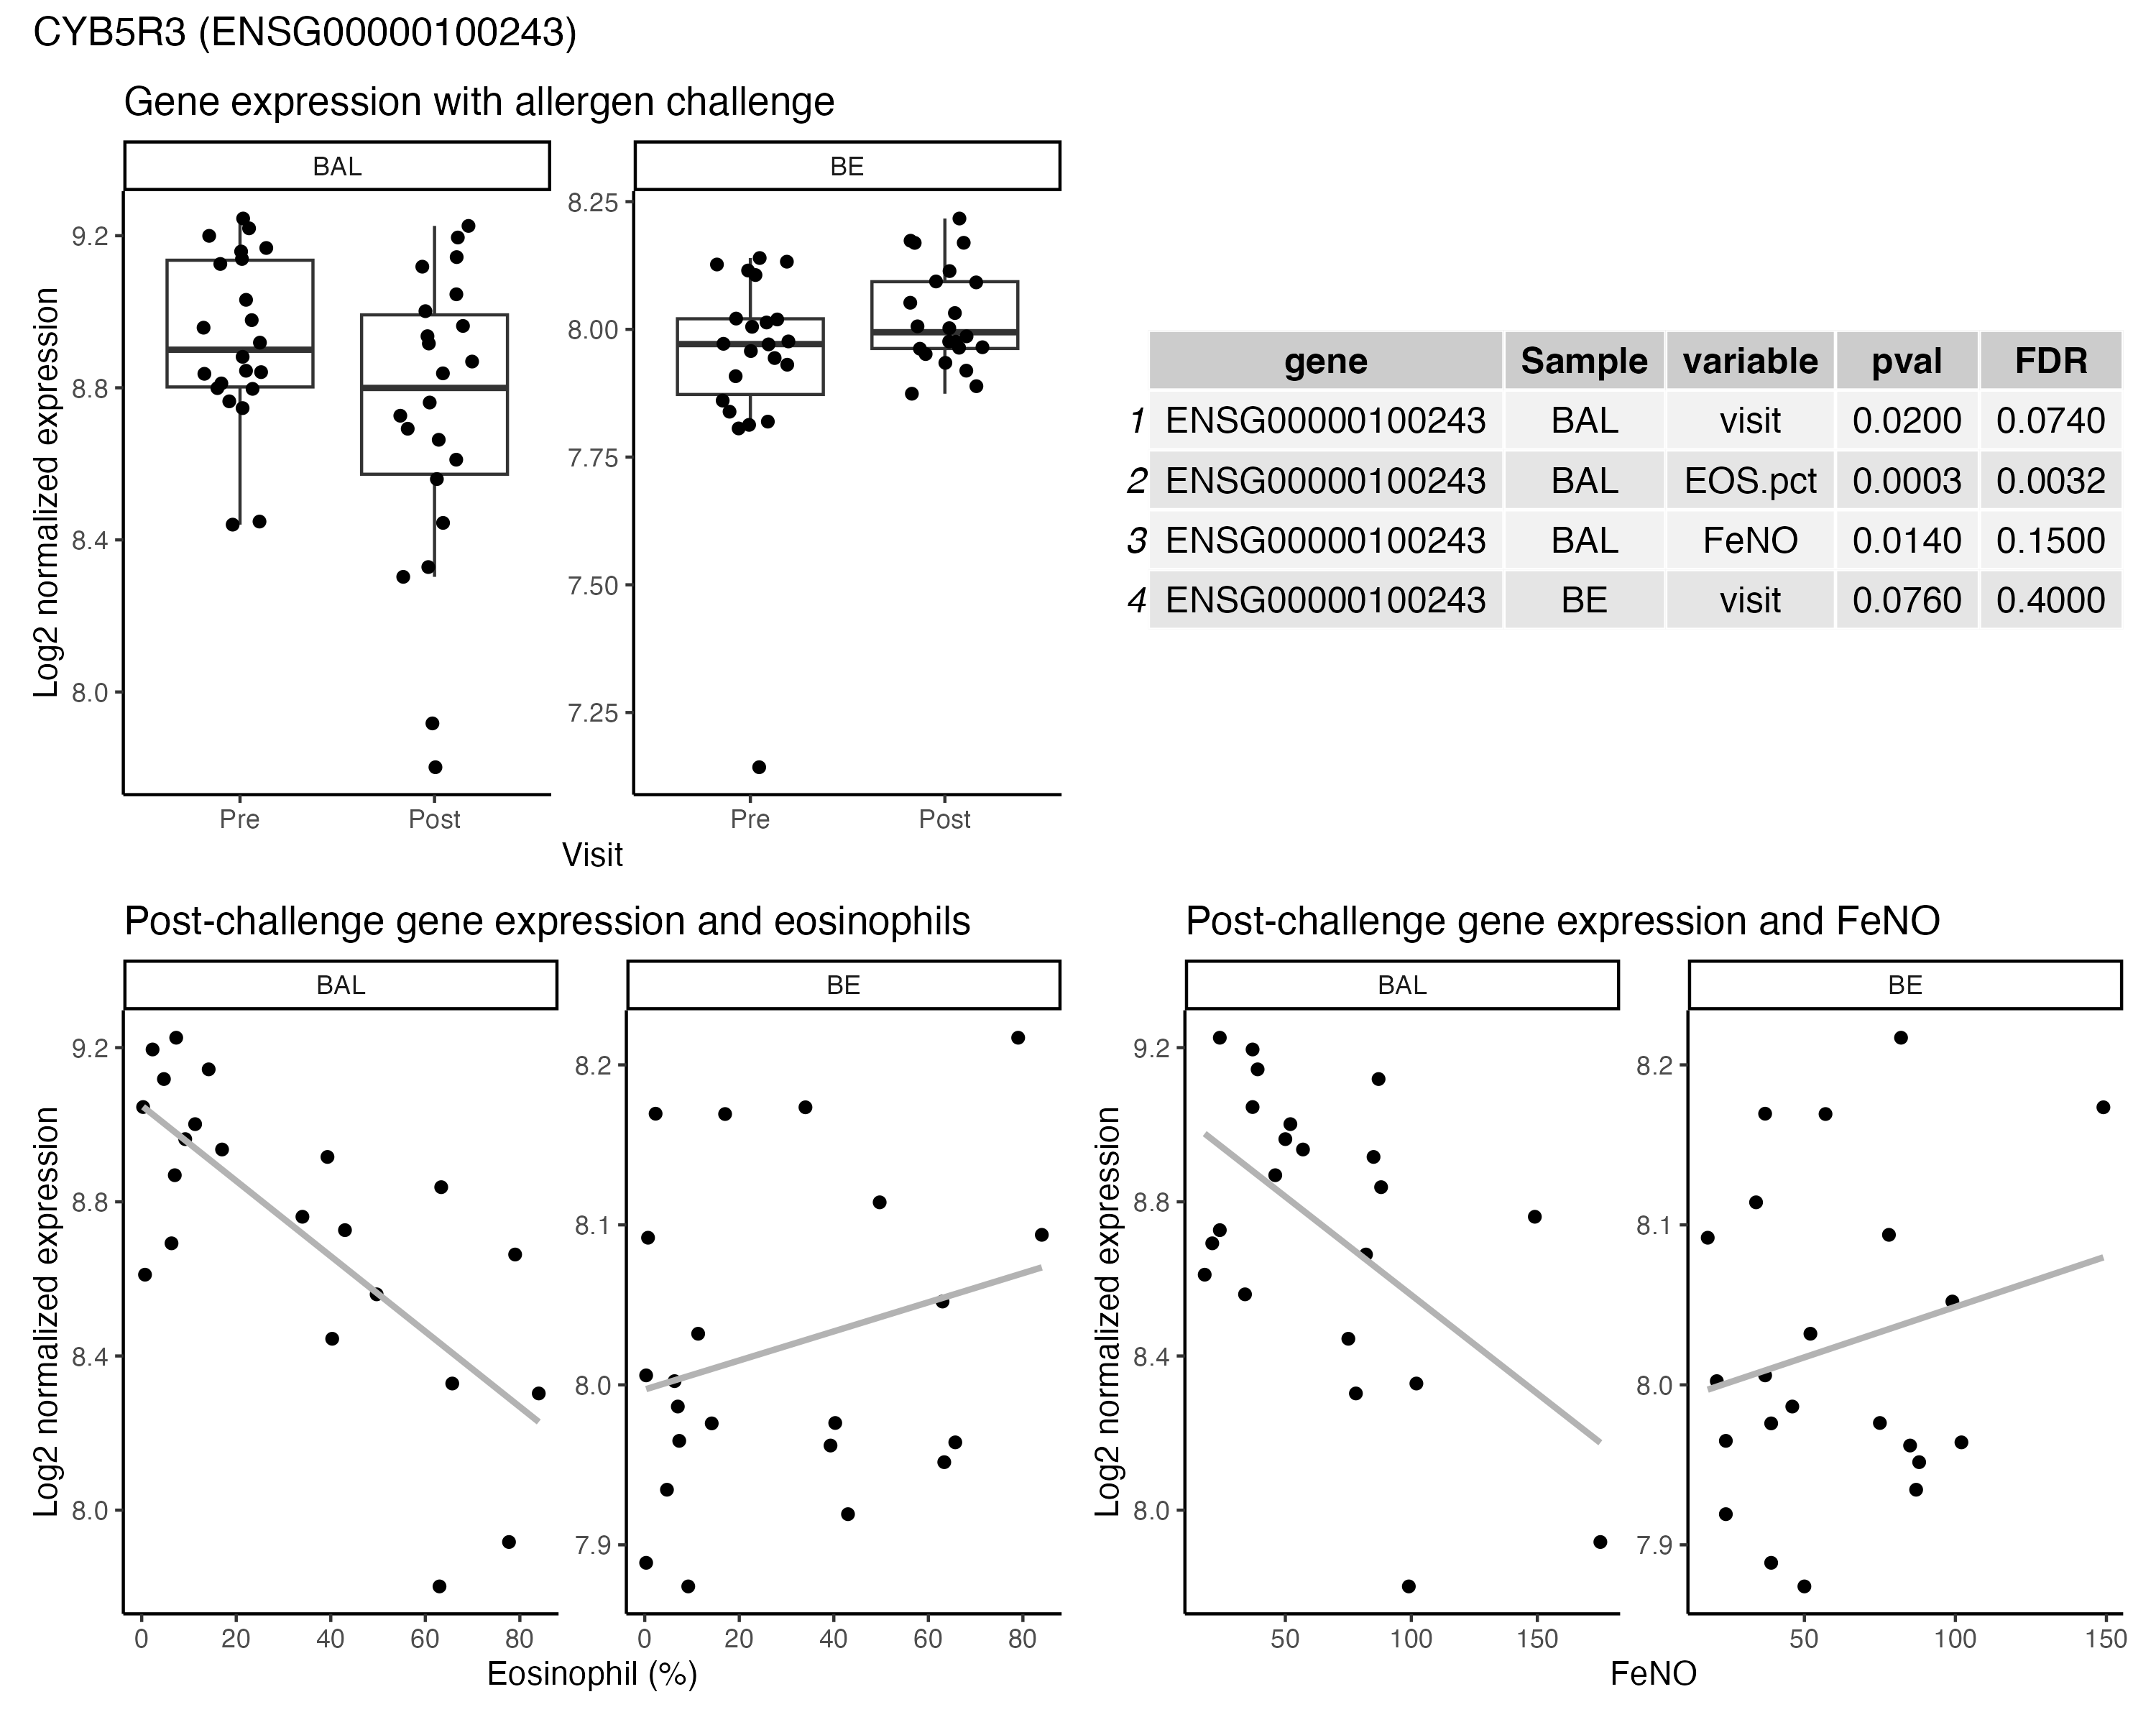 CYB5R3 (ENSG00000100243)
Gene expression with allergen challenge
BAL BE
Log2 normalized expression
9.2
8.8
8.4
8.0
8.25
8.00
7.75
7.50
7.25
Pre Post Pre Post
Visit
gene Sample variable pval FDR
1 ENSG00000100243 BAL visit 0.0200 0.0740
2 ENSG00000100243 BAL EOS.pct 0.0003 0.0032
3 ENSG00000100243 BAL FeNO 0.0140 0.1500
4 ENSG00000100243 BE visit 0.0760 0.4000
Post-challenge gene expression and eosinophils
BAL BE
Log2 normalized expression
9.2
8.8
8.4
8.0
8.2
8.1
8.0
7.9
0 20 40 60 80 0 20 40 60 80
Eosinophil (%)
Post-challenge gene expression and FeNO
BAL BE
Log2 normalized expression
9.2
8.8
8.4
8.0
8.2
8.1
8.0
7.9
50 100 150 50 100 150
FeNO